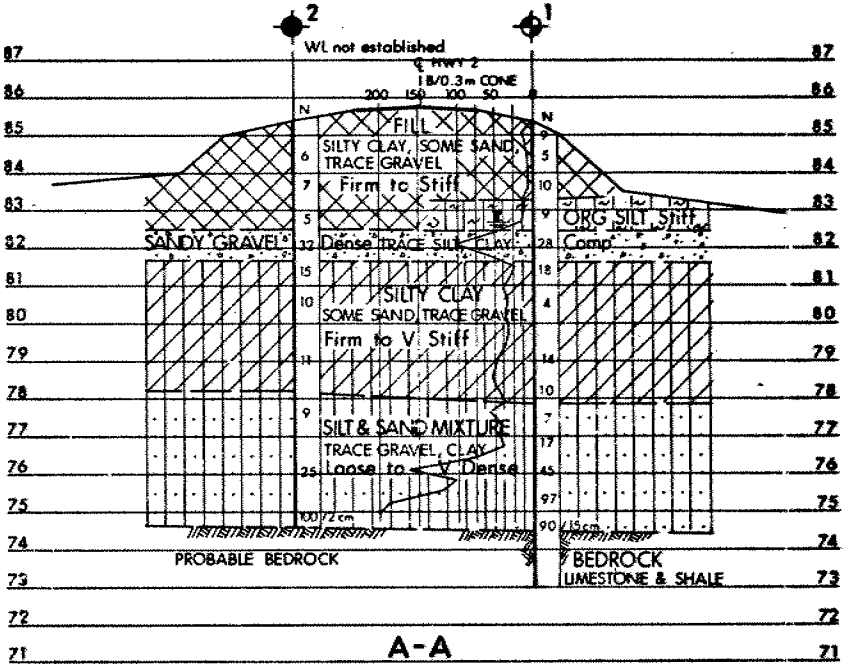 2 1
WL not established
87 87
℄ HWY 2
1 B/0.3 m CONE
86 200 150 100 50 0 86
N N
FILL
85 9 85
SILTY CLAY, SOME SAND,
6 TRACE GRAVEL 5
84 84
7 Firm to Stiff 10
83 83
5 9 ORG SILT Stiff
SANDY GRAVEL 32 Dense TRACE SILT, CLAY 28 Comp
82 82
15 18
81 81
10 SILTY CLAY 4
SOME SAND, TRACE GRAVEL
80 80
Firm to V Stiff
79 11 14 79
78 10 78
9 7
SILT & SAND MIXTURE
77 17 77
TRACE GRAVEL, CLAY
76 25 Loose to V Dense 45 76
97
75 75
100/2cm 90/15cm
74 74
PROBABLE BEDROCK BEDROCK
73 LIMESTONE & SHALE 73
72 72
71 A-A 71